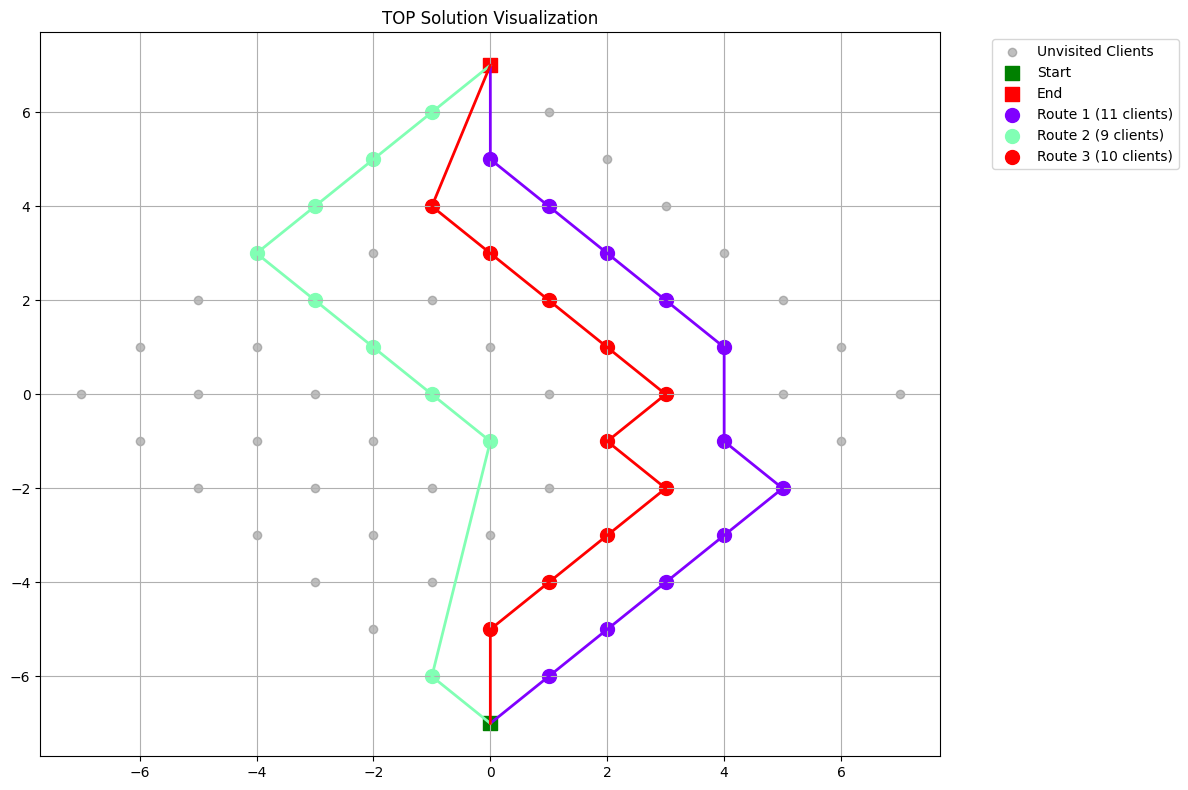 TOP Solution Visualization
Unvisited Clients
Start
End
Route 1 (11 clients)
Route 2 (9 clients)
Route 3 (10 clients)
6
4
2
0
−2
−4
−6
−6 −4 −2 0 2 4 6